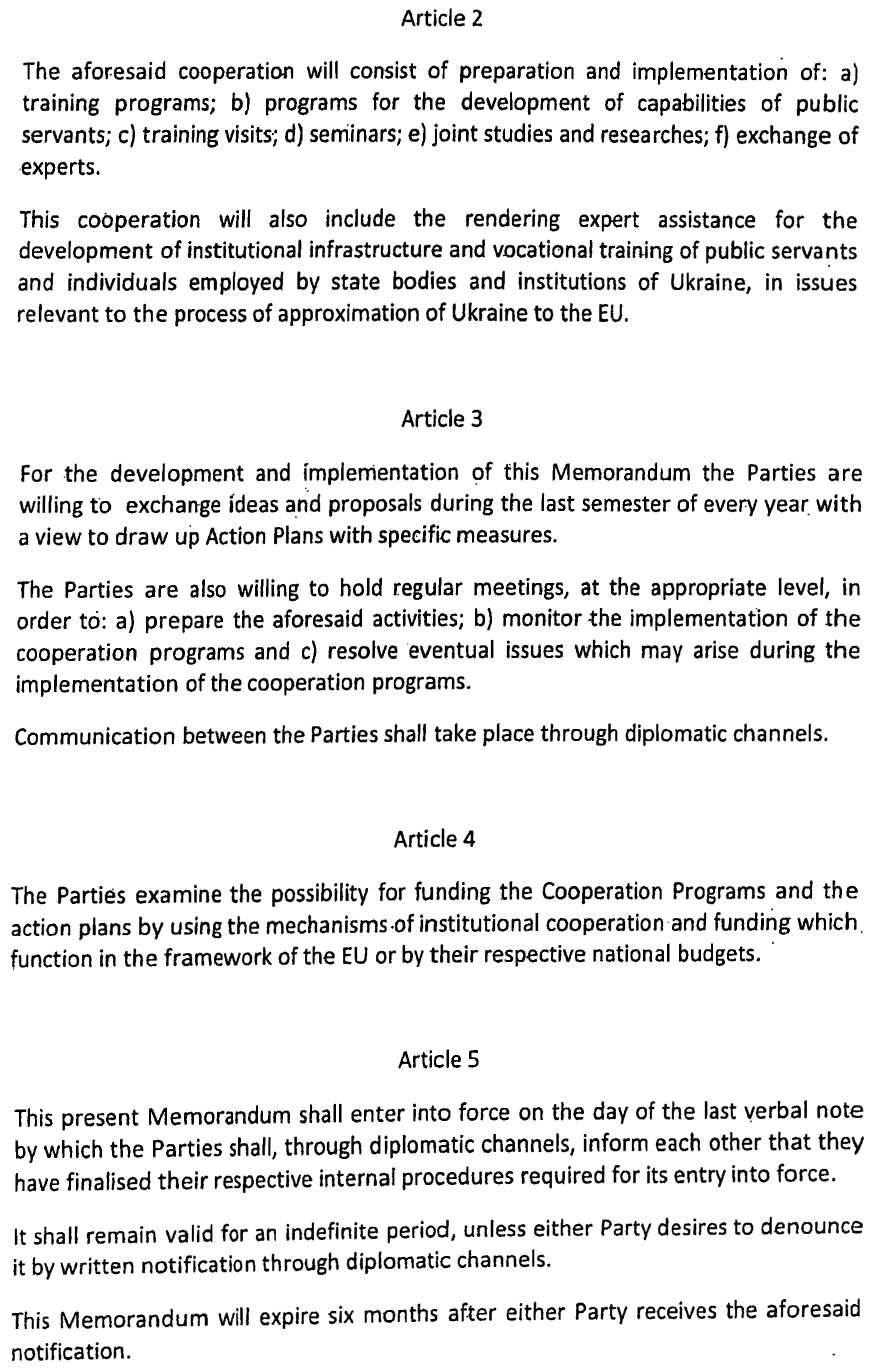 Article 2
The aforesaid cooperation will consist of preparation and implementation of: a)
training programs; b) programs for the development of capabilities of public
servants; c) training visits; d) seminars; e) joint studies and researches; f) exchange of
experts.
This cooperation will also include the rendering expert assistance for the
development of institutional infrastructure and vocational training of public servants
and individuals employed by state bodies and institutions of Ukraine, in issues
relevant to the process of approximation of Ukraine to the EU.
Article 3
For the development and implementation of this Memorandum the Parties are
willing to exchange ideas and proposals during the last semester of every year with
a view to draw up Action Plans with specific measures.
The Parties are also willing to hold regular meetings, at the appropriate level, in
order to: a) prepare the aforesaid activities; b) monitor the implementation of the
cooperation programs and c) resolve eventual issues which may arise during the
implementation of the cooperation programs.
Communication between the Parties shall take place through diplomatic channels.
Article 4
The Parties examine the possibility for funding the Cooperation Programs and the
action plans by using the mechanisms of institutional cooperation and funding which
function in the framework of the EU or by their respective national budgets.
Article 5
This present Memorandum shall enter into force on the day of the last verbal note
by which the Parties shall, through diplomatic channels, inform each other that they
have finalised their respective internal procedures required for its entry into force.
It shall remain valid for an indefinite period, unless either Party desires to denounce
it by written notification through diplomatic channels.
This Memorandum will expire six months after either Party receives the aforesaid
notification.